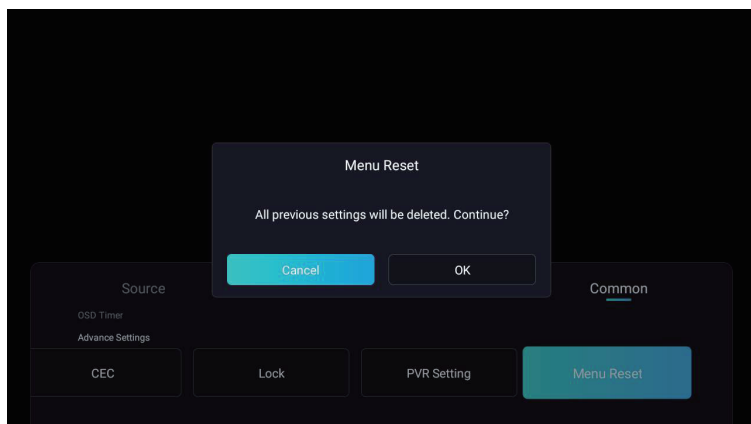 Menu Reset
All previous settings will be deleted. Continue?
Cancel
OK
Source
Common
OSD Timer
Advance Settings
CEC
Lock
PVR Setting
Menu Reset